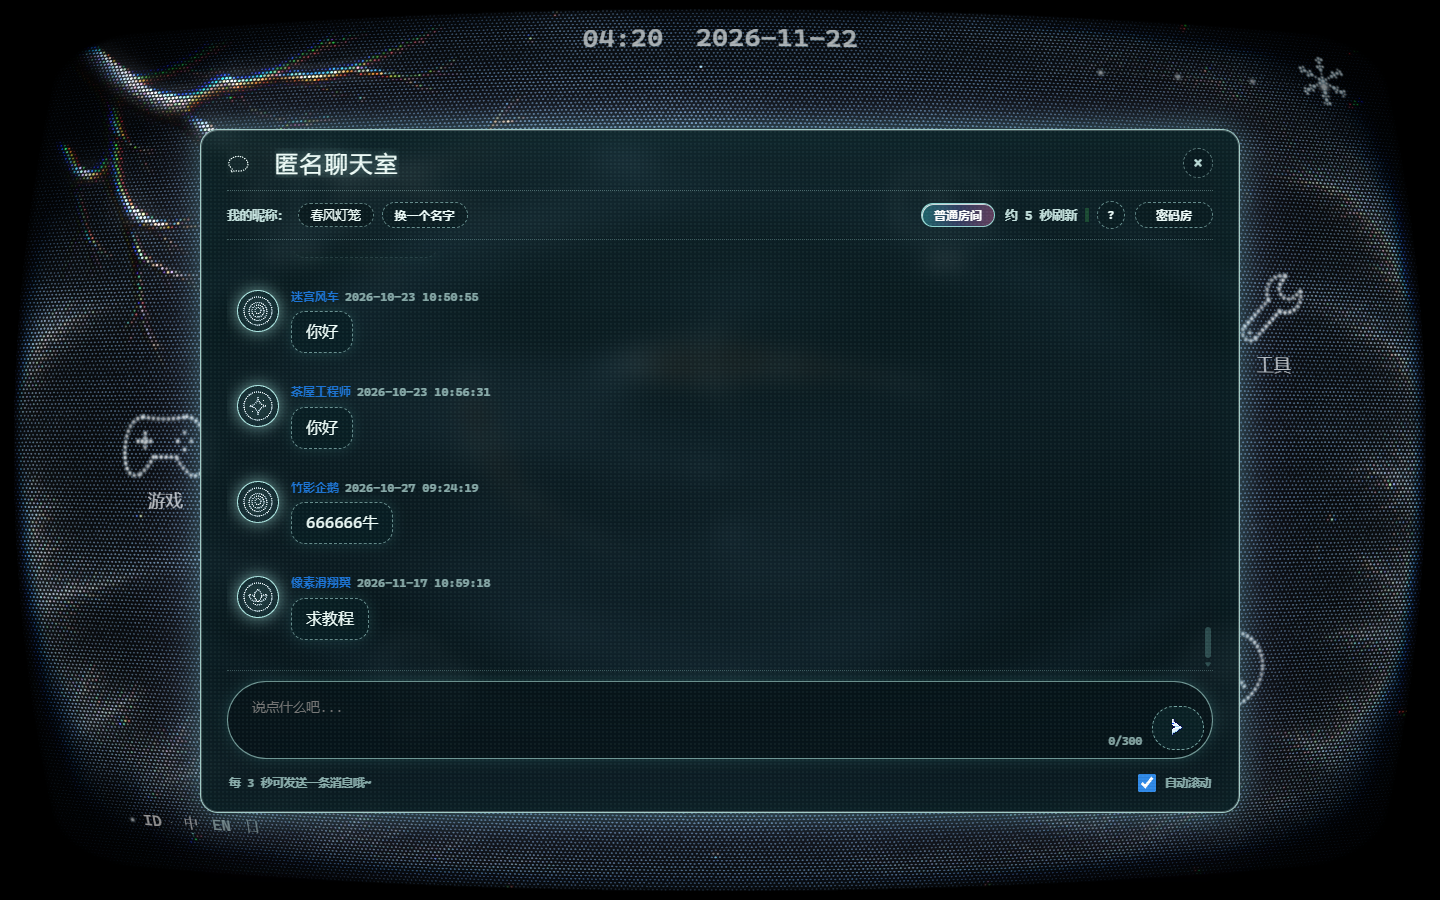 04:20 2026-11-22
匿名聊天室
×
我的昵称: 春风灯笼 换一个名字 普通房间 约 5 秒刷新 ? 密码房
迷宫风车 2026-10-23 10:50:55
你好
茶屋工程师 2026-10-23 10:56:31
你好
竹影企鹅 2026-10-27 09:24:19
666666牛
像素滑翔翼 2026-11-17 10:59:18
求教程
说点什么吧...
0/300
每 3 秒可发送一条消息哦~ 自动滚动
游戏
工具
ID 中 EN